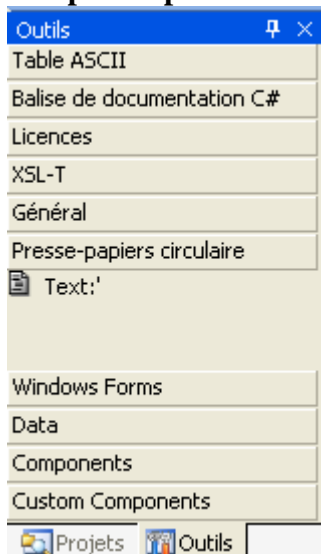 Outils
Table ASCII
Balise de documentation C#
Licences
XSL-T
Général
Presse-papiers circulaire
Text:'
Windows Forms
Data
Components
Custom Components
Projets Outils